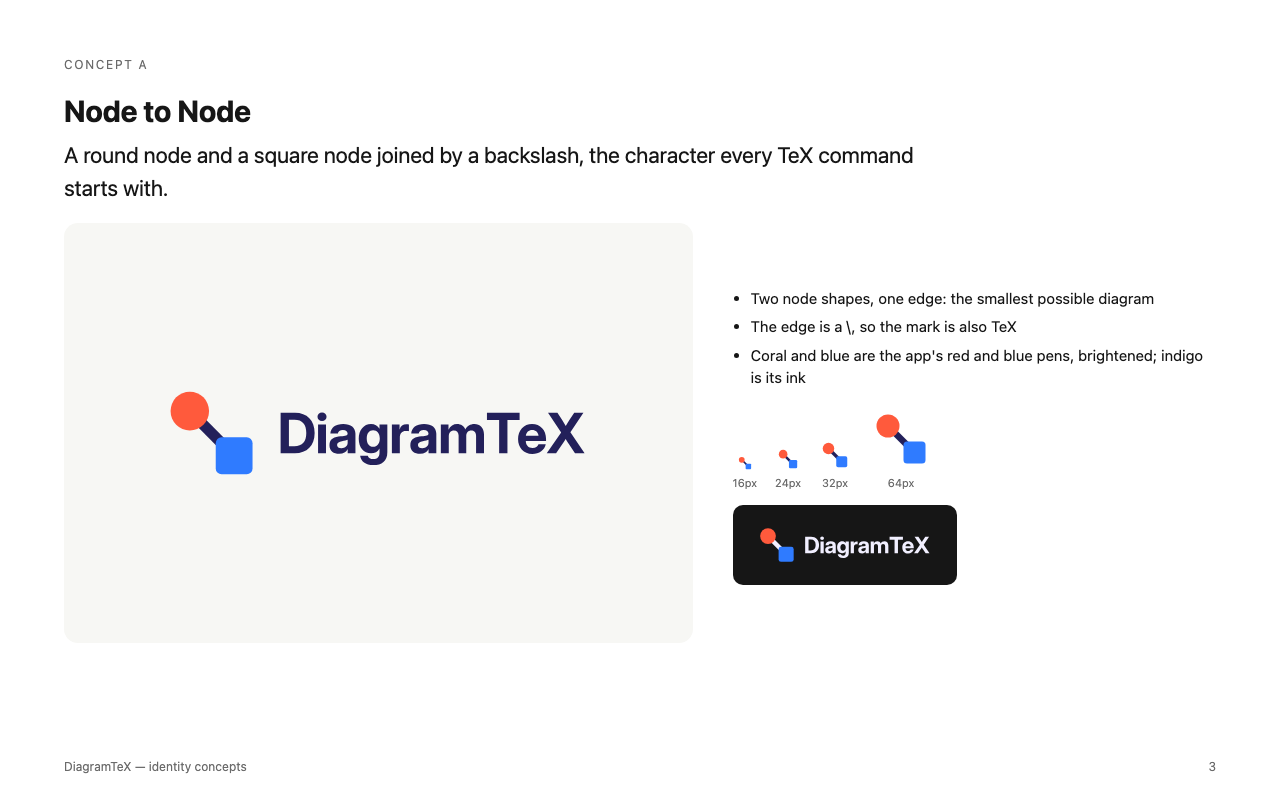 CONCEPT A
Node to Node
A round node and a square node joined by a backslash, the character every TeX command
starts with.
DiagramTeX
• Two node shapes, one edge: the smallest possible diagram
• The edge is a \, so the mark is also TeX
• Coral and blue are the app's red and blue pens, brightened; indigo
is its ink
16px 24px 32px 64px
DiagramTeX
DiagramTeX — identity concepts
3